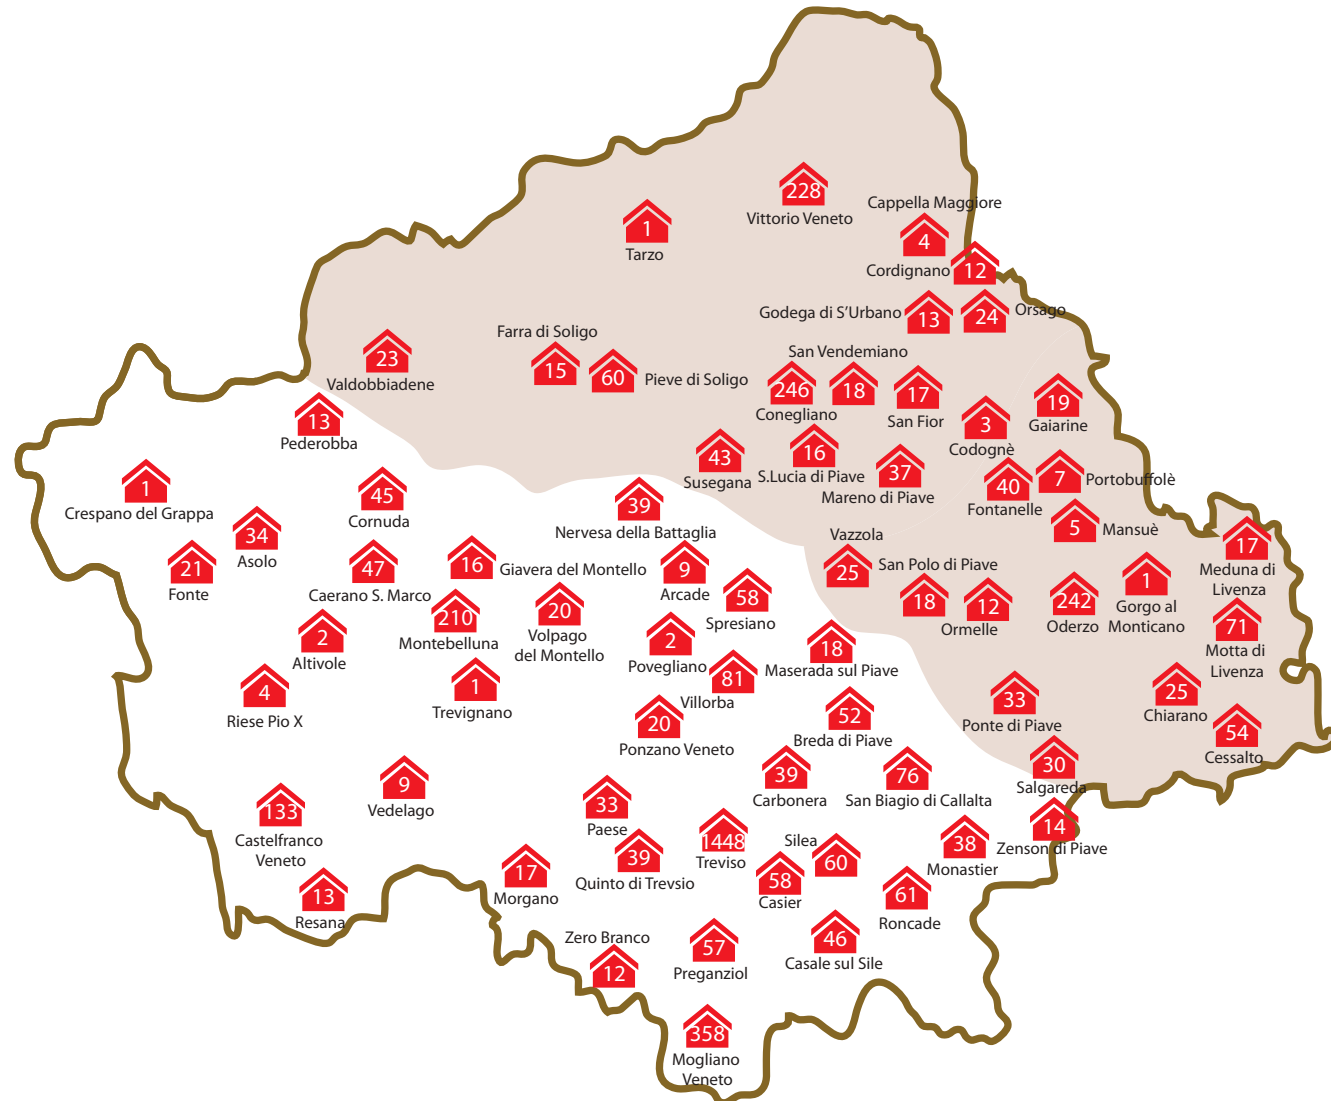 228
Vittorio Veneto
Cappella Maggiore
1
Tarzo
4
Cordignano
12
Godega di S'Urbano
13
24
Orsago
Farra di Soligo
15
60
Pieve di Soligo
23
Valdobbiadene
San Vendemiano
246
Conegliano
18
17
San Fior
19
Gaiarine
3
Codognè
13
Pederobba
43
Susegana
16
S.Lucia di Piave
37
Mareno di Piave
40
Fontanelle
7
Portobuffolè
5
Mansuè
1
Crespano del Grappa
45
Cornuda
39
Nervesa della Battaglia
34
Asolo
21
Fonte
47
Caerano S. Marco
16
Giavera del Montello
9
Arcade
58
Spresiano
Vazzola
25
San Polo di Piave
18
12
Ormelle
242
Oderzo
1
Gorgo al
Monticano
17
Meduna di
Livenza
71
Motta di
Livenza
2
Altivole
210
Montebelluna
20
Volpago
del Montello
2
Povegliano
81
Villorba
18
Maserada sul Piave
4
Riese Pio X
1
Trevignano
20
Ponzano Veneto
52
Breda di Piave
33
Ponte di Piave
25
Chiarano
54
Cessalto
9
Vedelago
39
Carbonera
76
San Biagio di Callalta
30
Salgareda
133
Castelfranco
Veneto
33
Paese
39
Quinto di Trevsio
1448
Treviso
Silea
60
58
Casier
38
Monastier
14
Zenson di Piave
13
Resana
17
Morgano
61
Roncade
Zero Branco
12
57
Preganziol
46
Casale sul Sile
358
Mogliano
Veneto